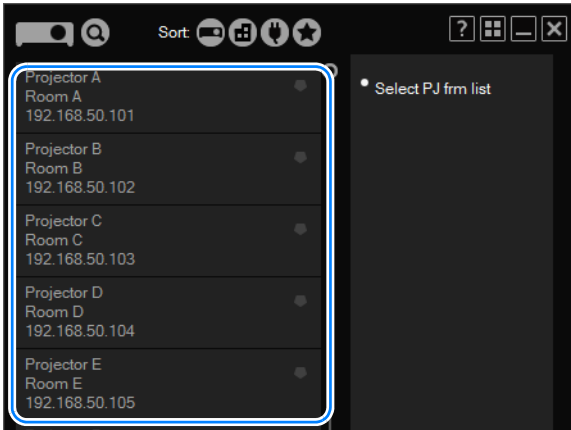 Sort:
?
Projector A
Room A
192.168.50.101
Projector B
Room B
192.168.50.102
Projector C
Room C
192.168.50.103
Projector D
Room D
192.168.50.104
Projector E
Room E
192.168.50.105
Select PJ frm list